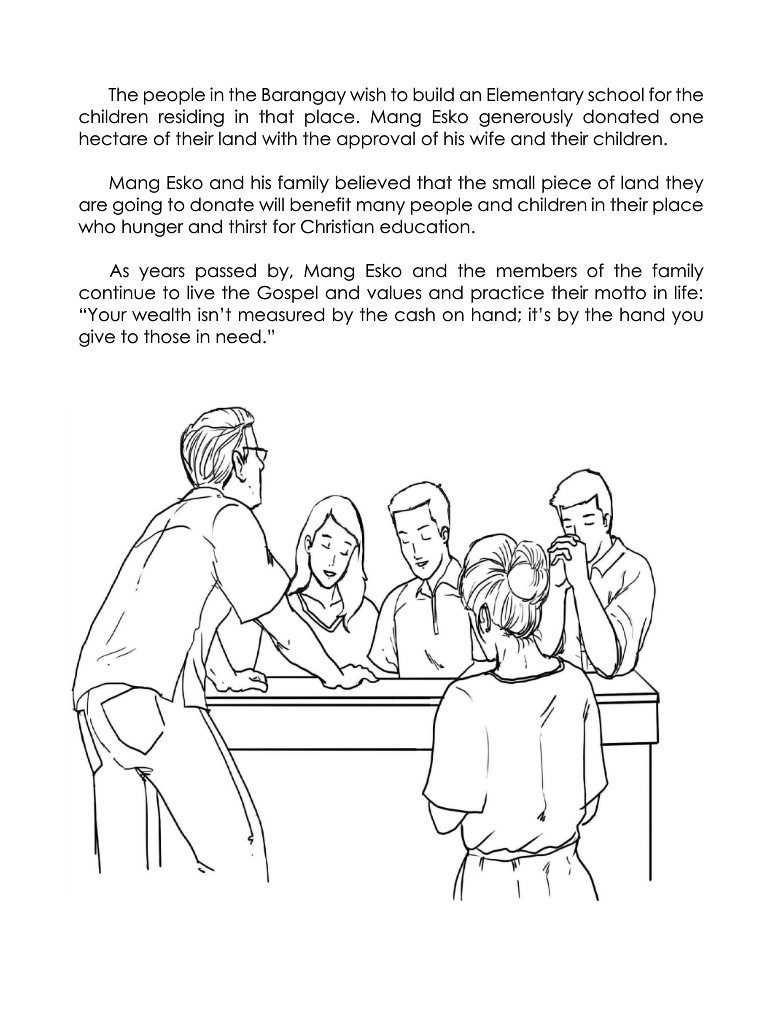 The people in the Barangay wish to build an Elementary school for the
children residing in that place. Mang Esko generously donated one
hectare of their land with the approval of his wife and their children.
Mang Esko and his family believed that the small piece of land they
are going to donate will benefit many people and children in their place
who hunger and thirst for Christian education.
As years passed by, Mang Esko and the members of the family
continue to live the Gospel and values and practice their motto in life:
“Your wealth isn’t measured by the cash on hand; it’s by the hand you
give to those in need.”